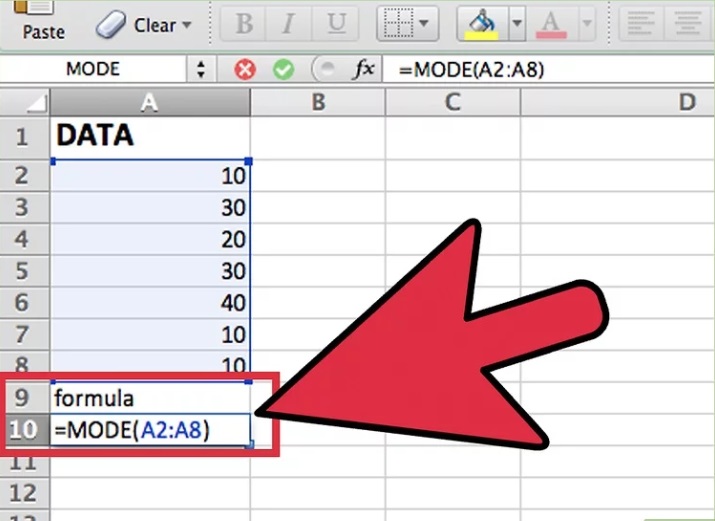 Paste Clear B I U A
MODE fx =MODE(A2:A8)
A B C D
1 DATA
2 10
3 30
4 20
5 30
6 40
7 10
8 10
9 formula
10 =MODE(A2:A8)
11
12
13